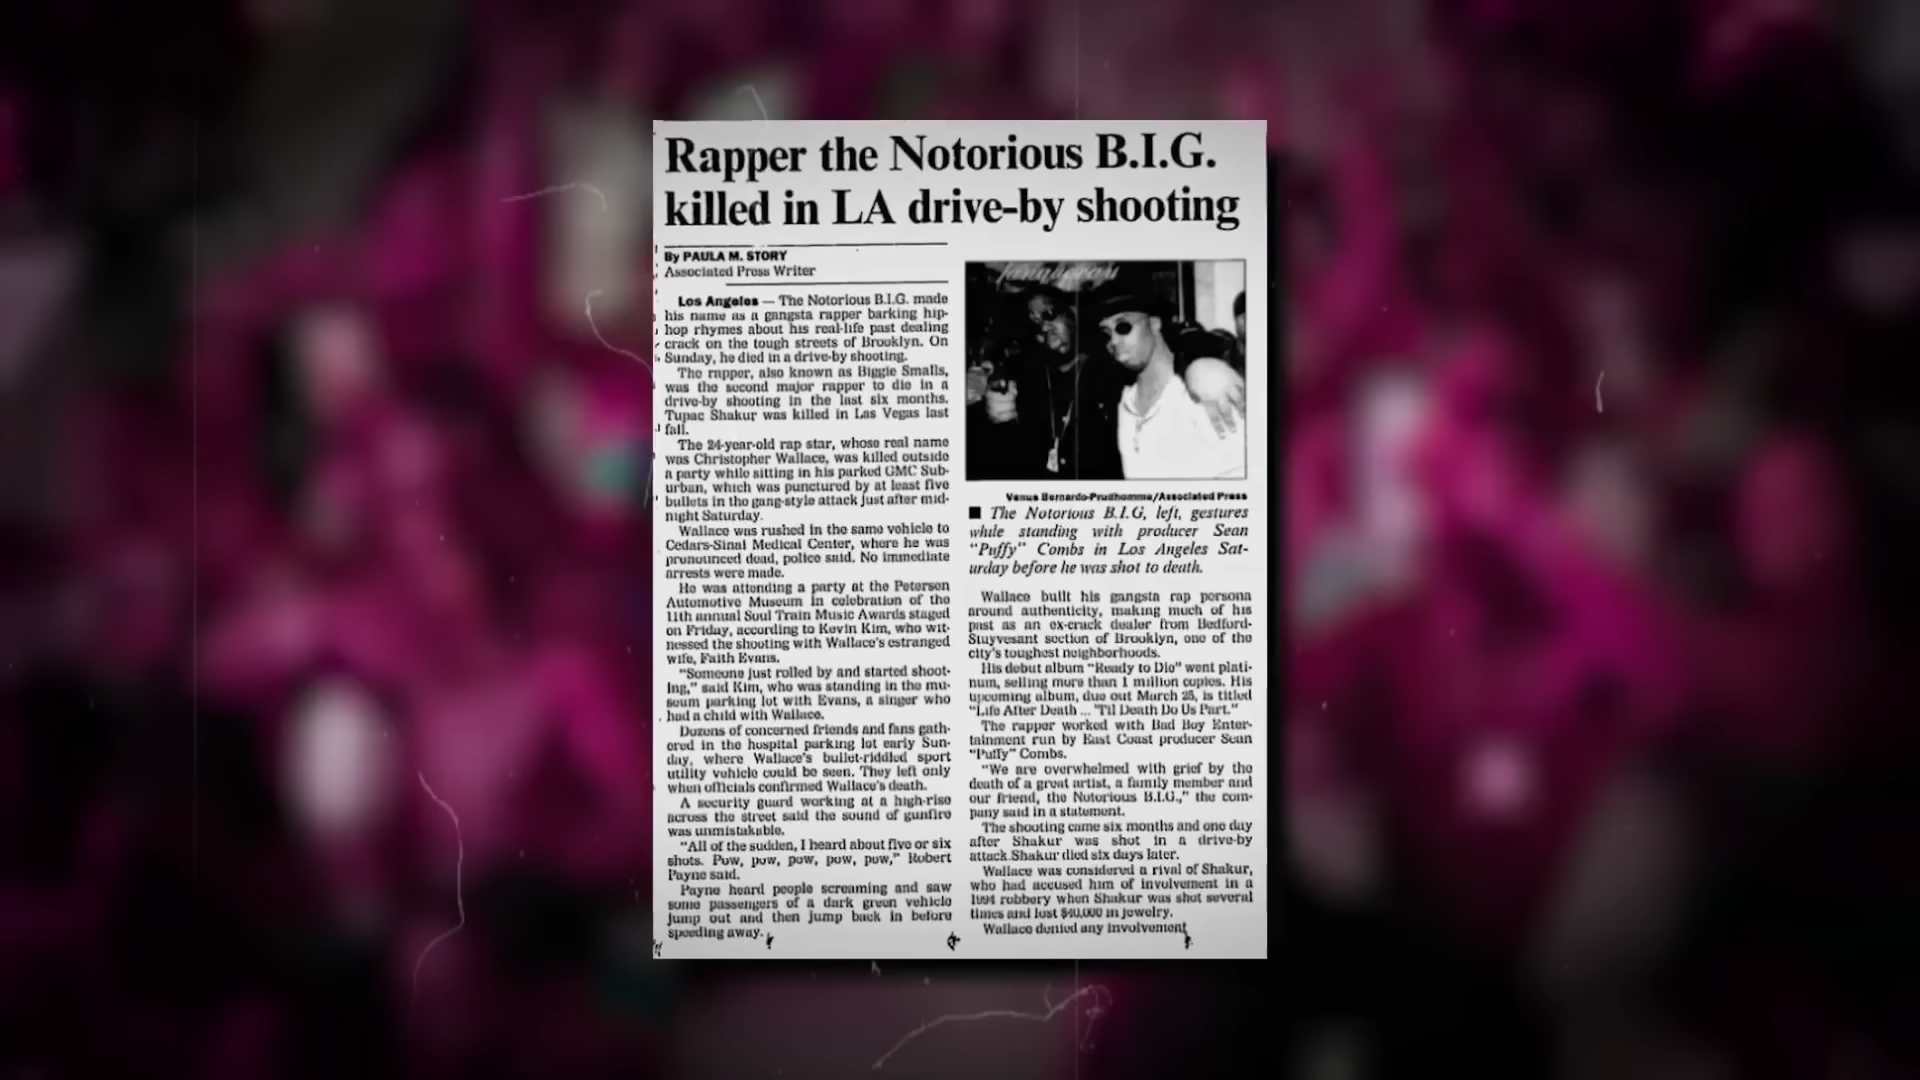 Rapper the Notorious B.I.G.
killed in LA drive-by shooting
By PAULA M. STORY
Associated Press Writer
Los Angeles — The Notorious B.I.G. made
his name as a gangsta rapper barking hip-
hop rhymes about his real-life past dealing
crack on the tough streets of Brooklyn. On
Sunday, he died in a drive-by shooting.
The rapper, also known as Biggie Smalls,
was the second major rapper to die in a
drive-by shooting in the last six months.
Tupac Shakur was killed in Las Vegas last
fall.
The 24-year-old rap star, whose real name
was Christopher Wallace, was killed outside
a party while sitting in his parked GMC Sub-
urban, which was punctured by at least five
bullets in the gang-style attack just after mid-
night Saturday.
Wallace was rushed in the same vehicle to
Cedars-Sinai Medical Center, where he was
pronounced dead, police said. No immediate
arrests were made.
He was attending a party at the Petersen
Automotive Museum in celebration of the
11th annual Soul Train Music Awards staged
on Friday, according to Kevin Kim, who wit-
nessed the shooting with Wallace's estranged
wife, Faith Evans.
"Someone just rolled by and started shoot-
ing," said Kim, who was standing in the mu-
seum parking lot with Evans, a singer who
had a child with Wallace.
Dozens of concerned friends and fans gath-
ered in the hospital parking lot early Sun-
day, where Wallace's bullet-riddled sport
utility vehicle could be seen. They left only
when officials confirmed Wallace's death.
A security guard working at a high-rise
across the street said the sound of gunfire
was unmistakable.
"All of the sudden, I heard about five or six
shots. Pow, pow, pow, pow, pow," Robert
Payne said.
Payne heard people screaming and saw
some passengers of a dark green vehicle
jump out and then jump back in before
speeding away.
Venus Bernardo-Prudhomme/Associated Press
■ The Notorious B.I.G, left, gestures
while standing with producer Sean
"Puffy" Combs in Los Angeles Sat-
urday before he was shot to death.
Wallace built his gangsta rap persona
around authenticity, making much of his
past as an ex-crack dealer from Bedford-
Stuyvesant section of Brooklyn, one of the
city's toughest neighborhoods.
His debut album "Ready to Die" went plati-
num, selling more than 1 million copies. His
upcoming album, due out March 25, is titled
"Life After Death ... 'Til Death Do Us Part."
The rapper worked with Bad Boy Enter-
tainment run by East Coast producer Sean
"Puffy" Combs.
"We are overwhelmed with grief by the
death of a great artist, a family member and
our friend, the Notorious B.I.G.," the com-
pany said in a statement.
The shooting came six months and one day
after Shakur was shot in a drive-by
attack.Shakur died six days later.
Wallace was considered a rival of Shakur,
who had accused him of involvement in a
1994 robbery when Shakur was shot several
times and lost $40,000 in jewelry.
Wallace denied any involvement